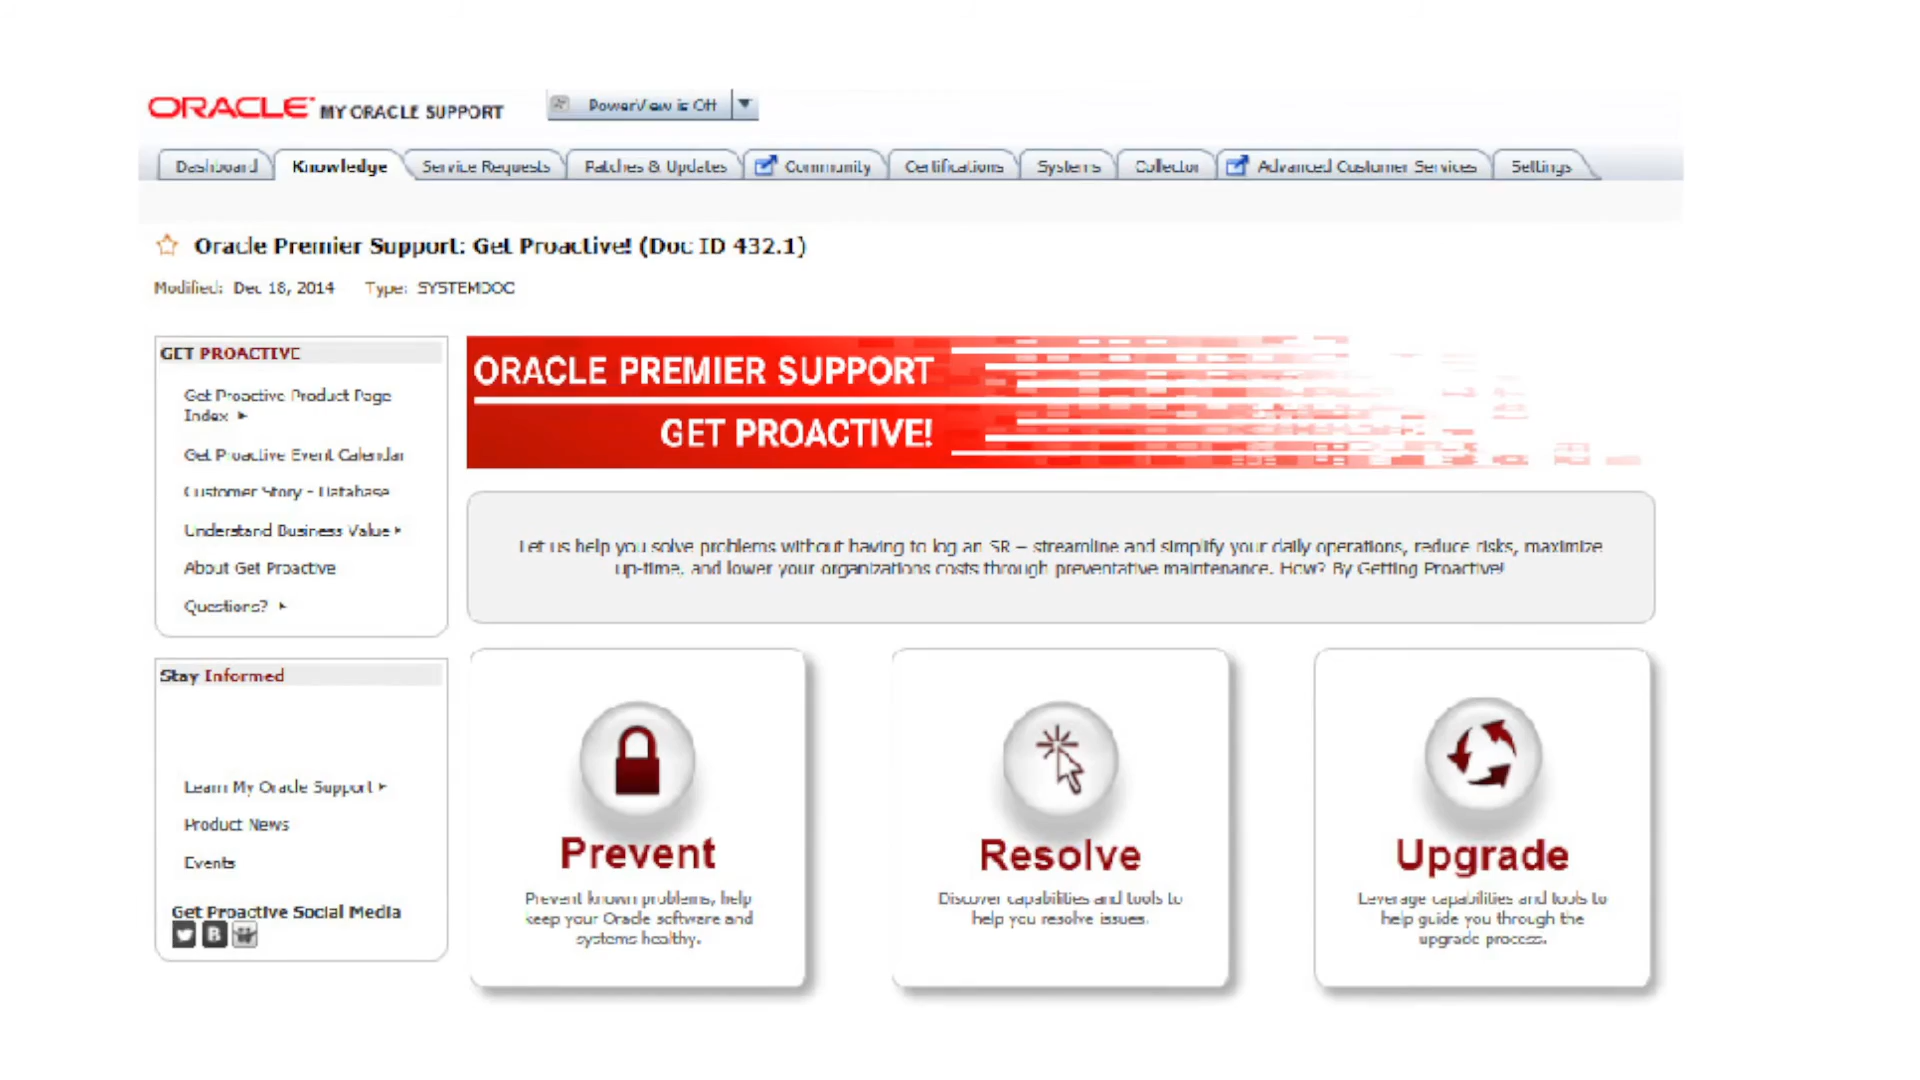 ORACLE MY ORACLE SUPPORT
PowerView is Off
Dashboard Knowledge Service Requests Patches & Updates Community Certifications Systems Collector Advanced Customer Services Settings
Oracle Premier Support: Get Proactive! (Doc ID 432.1)
Modified: Dec 18, 2014 Type: SYSTEMDOC
GET PROACTIVE
Get Proactive Product Page
Index
Get Proactive Event Calendar
Customer Story - Database
Understand Business Value
About Get Proactive
Questions?
Stay Informed
Learn My Oracle Support
Product News
Events
Get Proactive Social Media
ORACLE PREMIER SUPPORT
GET PROACTIVE!
Let us help you solve problems without having to log an SR – streamline and simplify your daily operations, reduce risks, maximize
up-time, and lower your organizations costs through preventative maintenance. How? By Getting Proactive!
Prevent
Prevent known problems, help
keep your Oracle software and
systems healthy.
Resolve
Discover capabilities and tools to
help you resolve issues.
Upgrade
Leverage capabilities and tools to
help guide you through the
upgrade process.